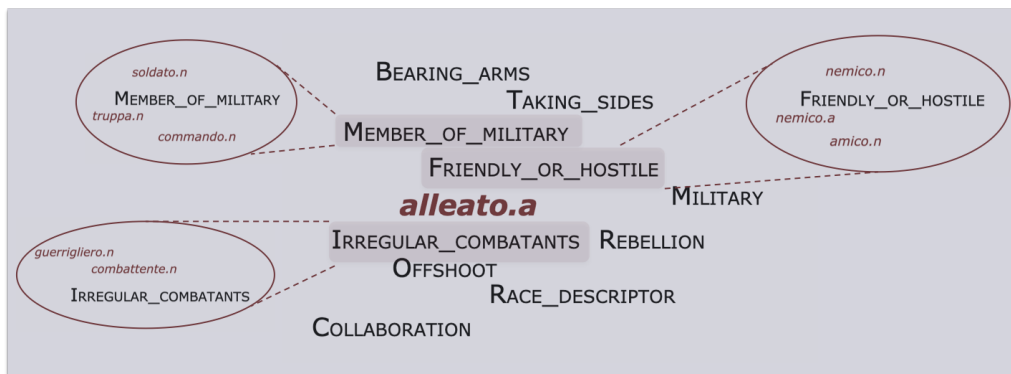 soldato.n
MEMBER_OF_MILITARY
truppa.n
commando.n
BEARING_ARMS
TAKING_SIDES
MEMBER_OF_MILITARY
FRIENDLY_OR_HOSTILE
nemico.n
FRIENDLY_OR_HOSTILE
nemico.a
amico.n
MILITARY
alleato.a
IRREGULAR_COMBATANTS REBELLION
OFFSHOOT
RACE_DESCRIPTOR
COLLABORATION
guerrigliero.n
combattente.n
IRREGULAR_COMBATANTS